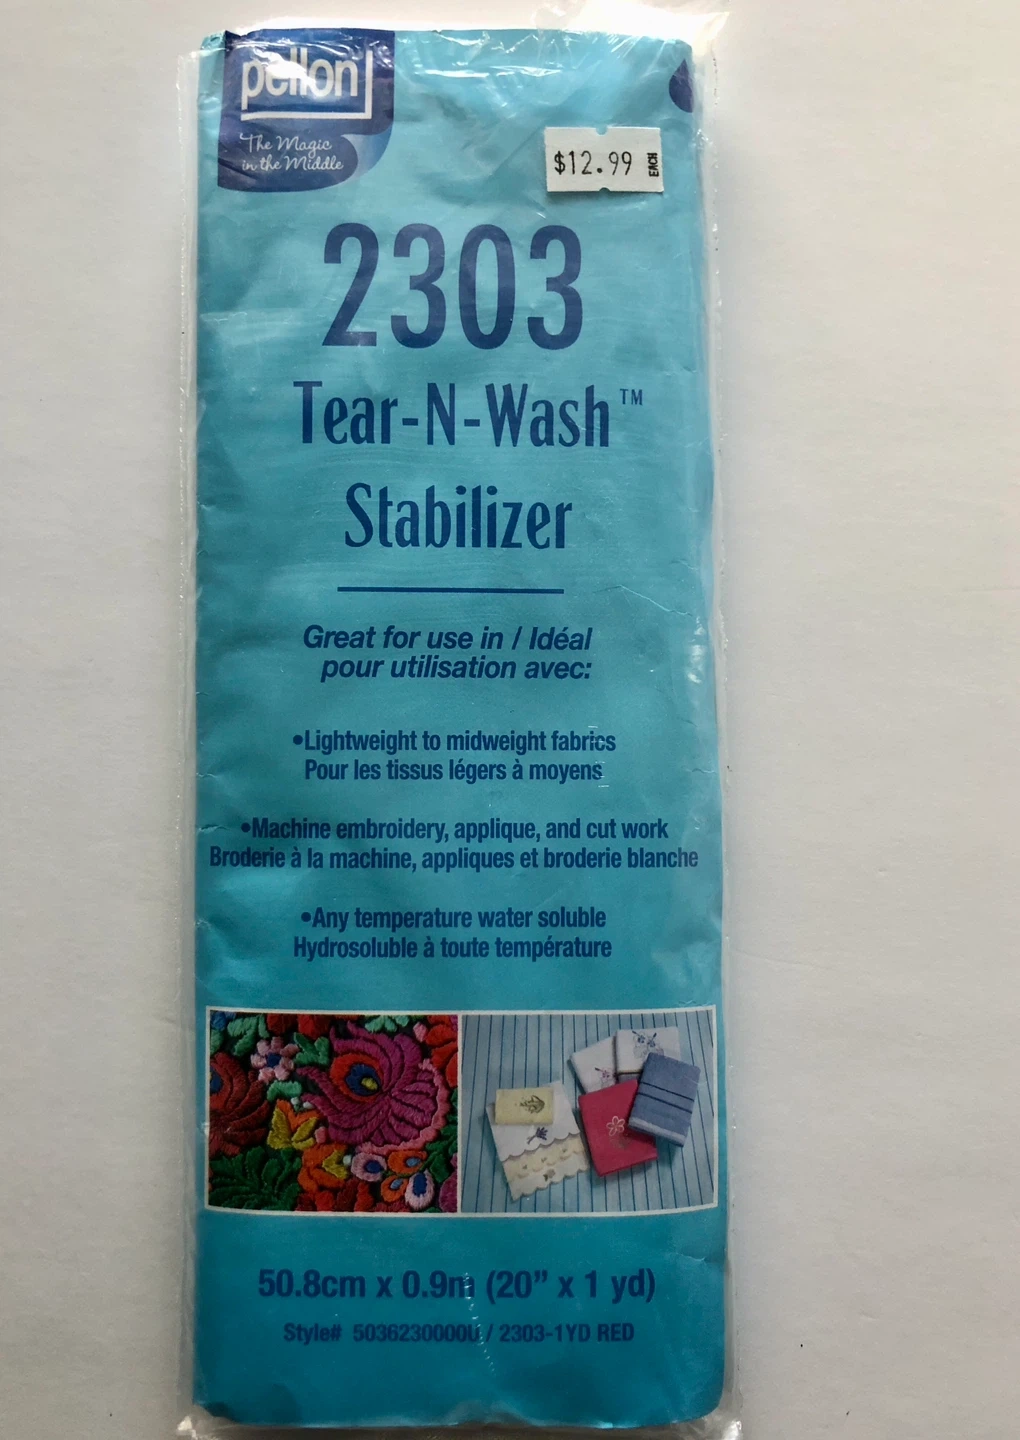 pellon
The Magic
in the Middle
$12.99 EACH
2303
Tear-N-Wash™
Stabilizer
Great for use in / Idéal
pour utilisation avec:
•Lightweight to midweight fabrics
Pour les tissus légers à moyens
•Machine embroidery, applique, and cut work
Broderie à la machine, appliques et broderie blanche
•Any temperature water soluble
Hydrosoluble à toute température
50.8cm x 0.9m (20” x 1 yd)
Style# 5036230000U / 2303-1YD RED